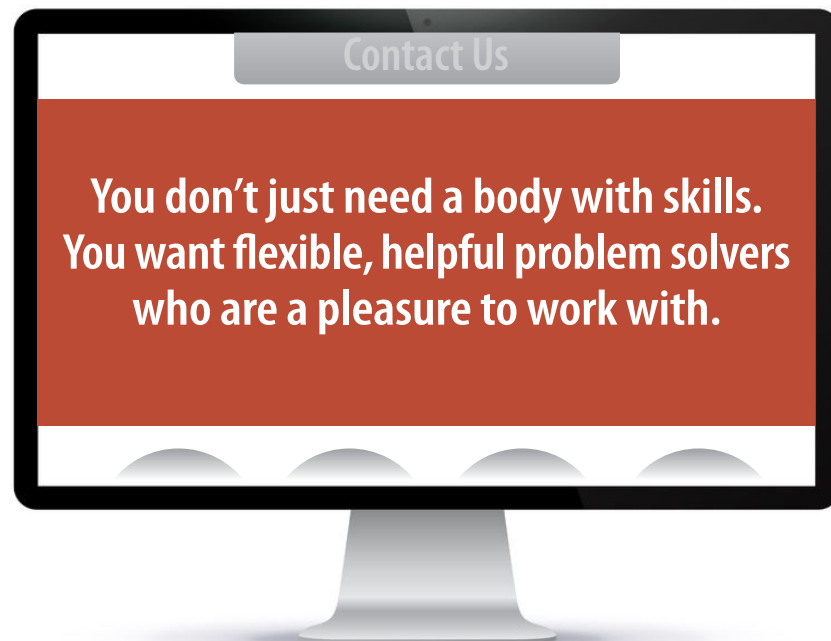 Contact Us
You don’t just need a body with skills.
You want flexible, helpful problem solvers
who are a pleasure to work with.